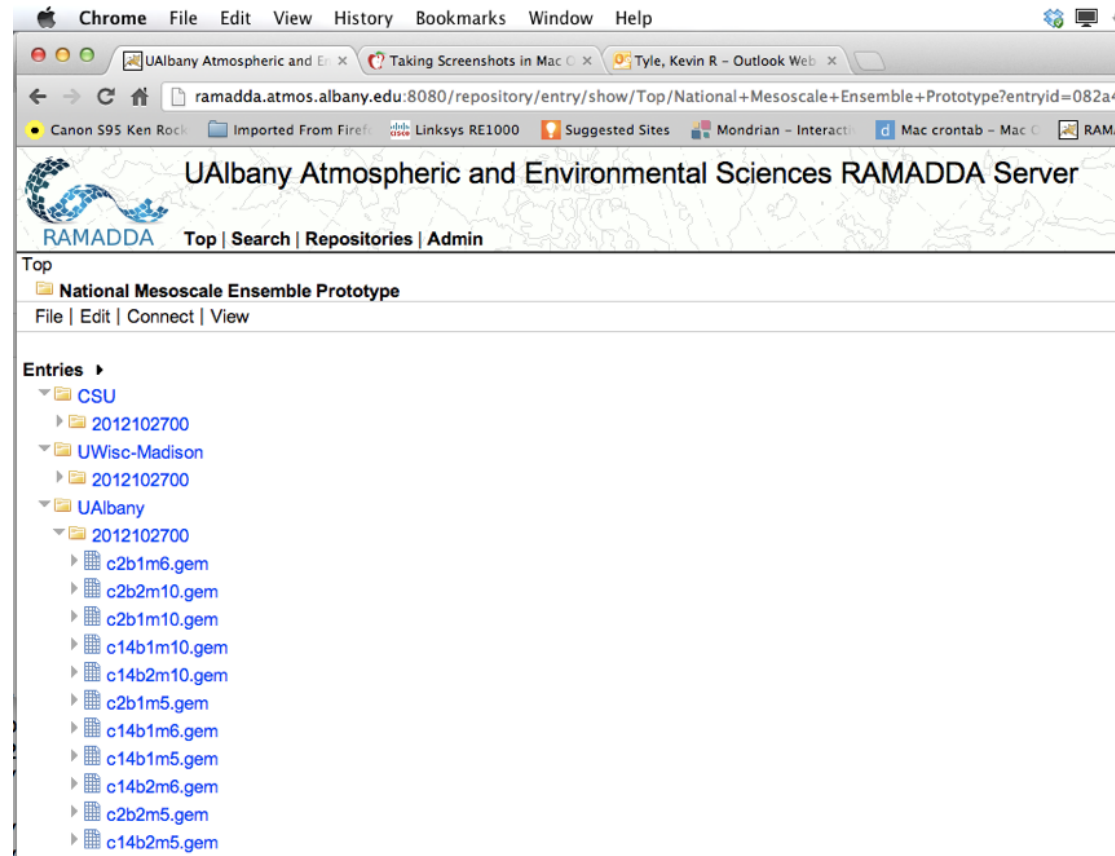 Chrome File Edit View History Bookmarks Window Help
UAlbany Atmospheric and En Taking Screenshots in Mac O Tyle, Kevin R – Outlook Web
ramadda.atmos.albany.edu:8080/repository/entry/show/Top/National+Mesoscale+Ensemble+Prototype?entryid=082a4
Canon S95 Ken Rock Imported From Firef cisco Linksys RE1000 Suggested Sites Mondrian – Interacti d Mac crontab – Mac O RAMA
UAlbany Atmospheric and Environmental Sciences RAMADDA Server
RAMADDA Top | Search | Repositories | Admin
Top
National Mesoscale Ensemble Prototype
File | Edit | Connect | View
Entries
CSU
2012102700
UWisc-Madison
2012102700
UAlbany
2012102700
c2b1m6.gem
c2b2m10.gem
c2b1m10.gem
c14b1m10.gem
c14b2m10.gem
c2b1m5.gem
c14b1m6.gem
c14b1m5.gem
c14b2m6.gem
c2b2m5.gem
c14b2m5.gem